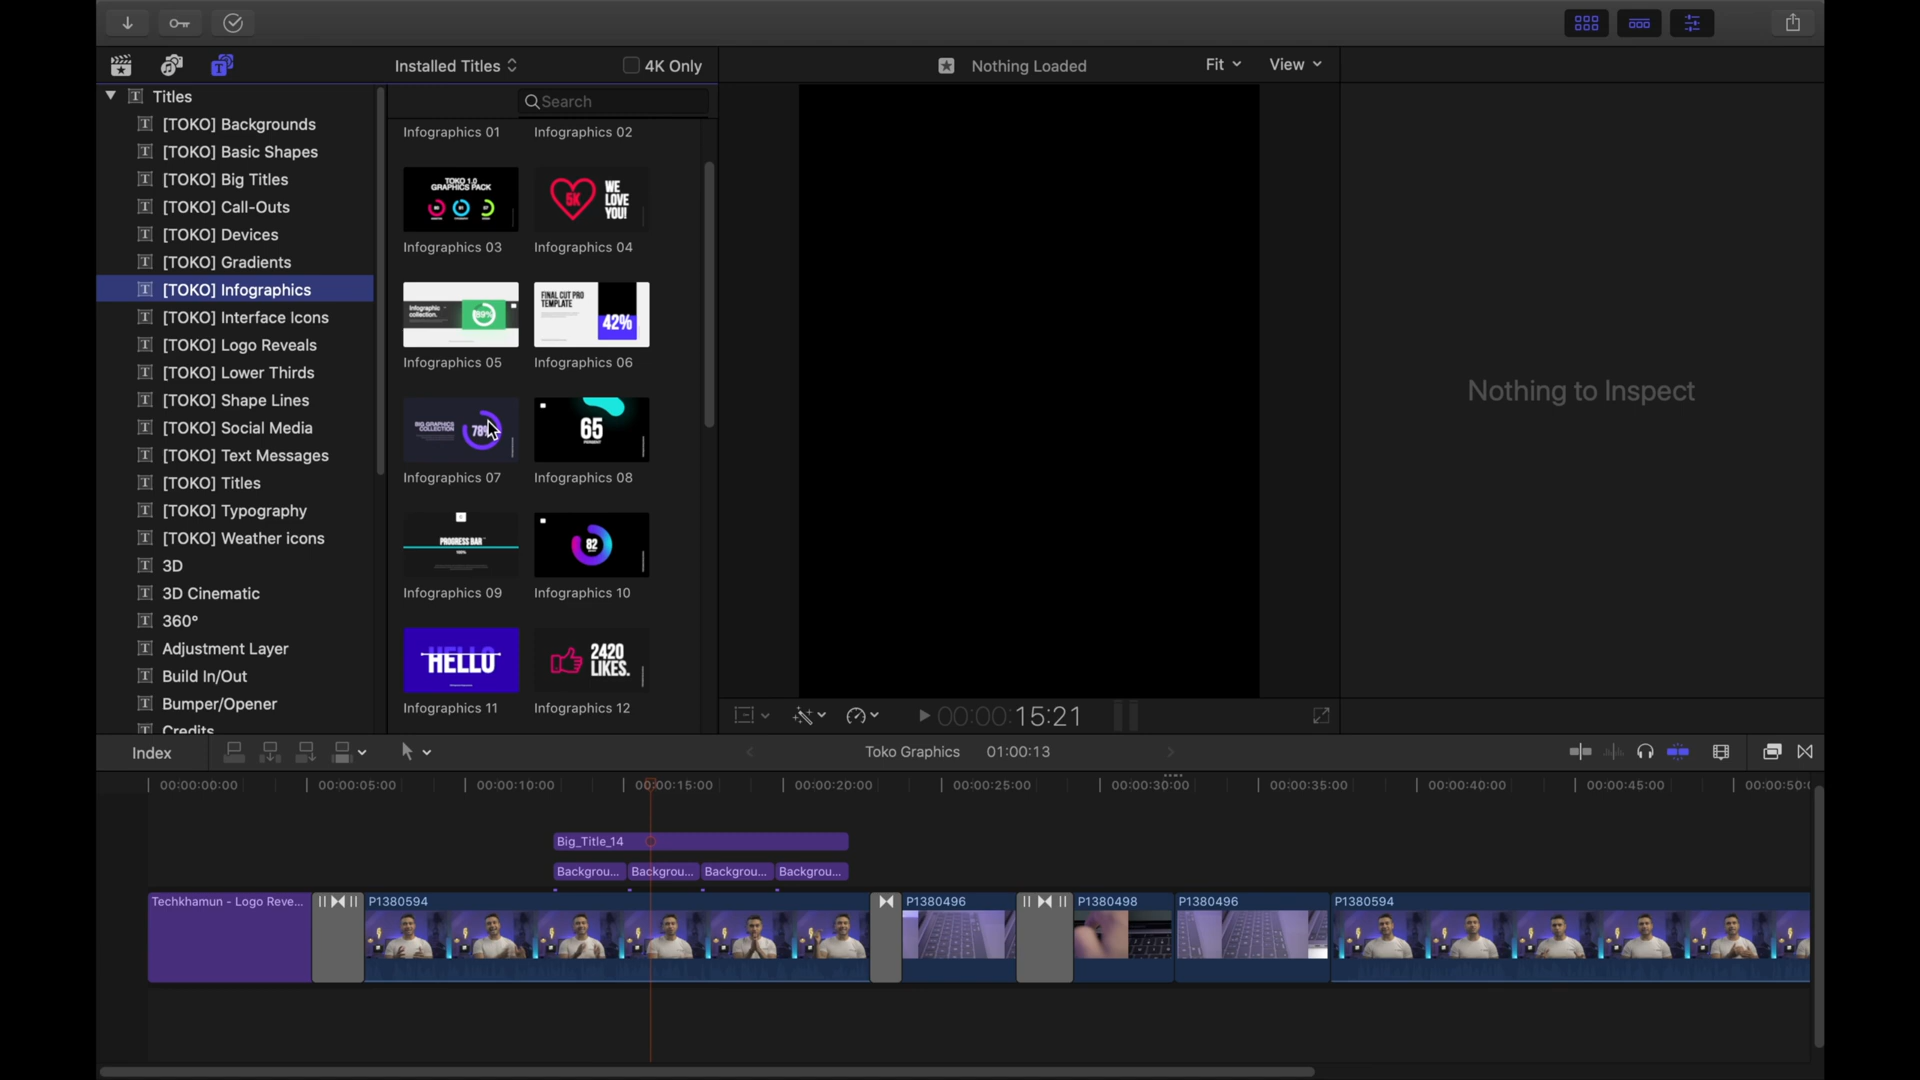 Installed Titles
4K Only
Nothing Loaded
Fit
View
Titles
Search
[TOKO] Backgrounds
[TOKO] Basic Shapes
[TOKO] Big Titles
[TOKO] Call-Outs
[TOKO] Devices
[TOKO] Gradients
[TOKO] Infographics
[TOKO] Interface Icons
[TOKO] Logo Reveals
[TOKO] Lower Thirds
[TOKO] Shape Lines
[TOKO] Social Media
[TOKO] Text Messages
[TOKO] Titles
[TOKO] Typography
[TOKO] Weather icons
3D
3D Cinematic
360°
Adjustment Layer
Build In/Out
Bumper/Opener
Credits
Infographics 01
Infographics 02
TOKO 1.0
GRAPHICS PACK
5K
WE
LOVE
YOU!
Infographics 03
Infographics 04
Infographic
collection.
89%
FINAL CUT PRO
TEMPLATE
42%
Infographics 05
Infographics 06
BIG GRAPHICS
COLLECTION
78%
65
Infographics 07
Infographics 08
PROGRESS BAR
82
Infographics 09
Infographics 10
HELLO
2420
LIKES.
Infographics 11
Infographics 12
Nothing to Inspect
00:00:15:21
Index
Toko Graphics
01:00:13
00:00:00:00
00:00:05:00
00:00:10:00
00:00:15:00
00:00:20:00
00:00:25:00
00:00:30:00
00:00:35:00
00:00:40:00
00:00:45:00
00:00:50:0
Big_Title_14
Backgrou...
Backgrou...
Backgrou...
Backgrou...
Techkhamun - Logo Reve...
P1380594
P1380496
P1380498
P1380496
P1380594